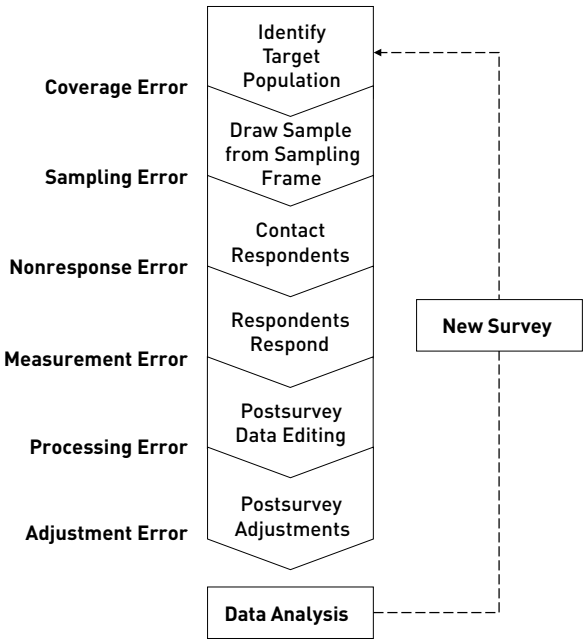 Identify
Target
Population
Coverage Error
Draw Sample
from Sampling
Frame
Sampling Error
Contact
Respondents
Nonresponse Error
Respondents
Respond
New Survey
Measurement Error
Postsurvey
Data Editing
Processing Error
Postsurvey
Adjustments
Adjustment Error
Data Analysis